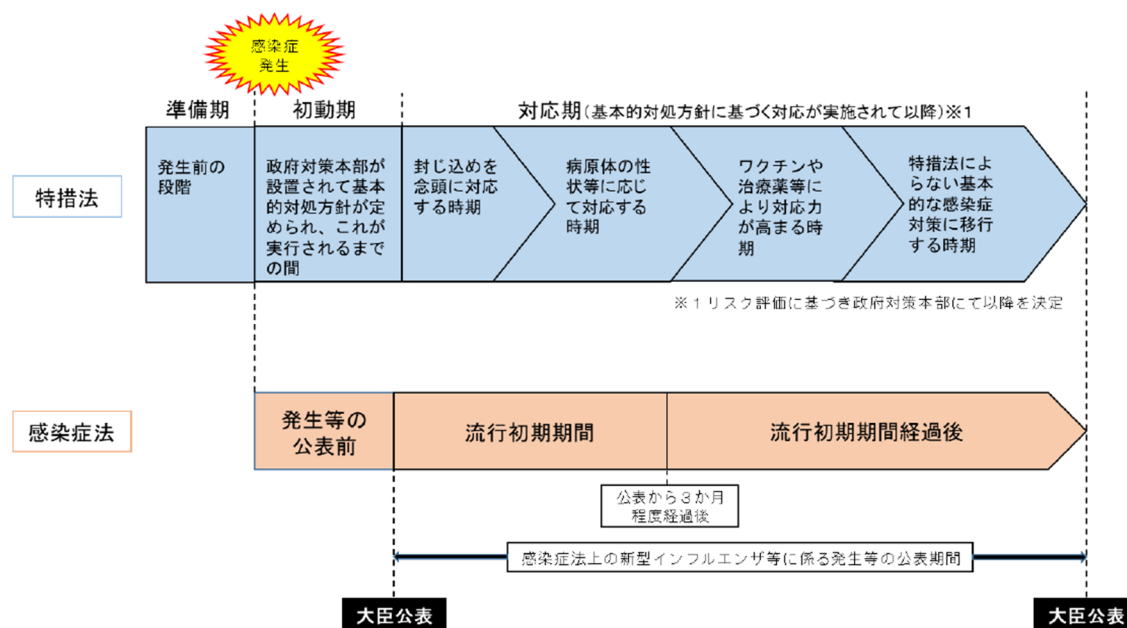 感染症
発生
準備期
初動期
対応期(基本的対処方針に基づく対応が実施されて以降)※1
特措法
発生前の
段階
政府対策本部が
設置されて基本
的対処方針が定
められ、これが
実行されるまで
の間
封じ込めを
念頭に対応
する時期
病原体の性
状等に応じ
て対応する
時期
ワクチンや
治療薬等に
より対応力
が高まる時
期
特措法によ
らない基本
的な感染症
対策に移行
する時期
※1リスク評価に基づき政府対策本部にて以降を決定
感染症法
発生等の
公表前
流行初期期間
流行初期期間経過後
公表から3か月
程度経過後
感染症法上の新型インフルエンザ等に係る発生等の公表期間
大臣公表
大臣公表